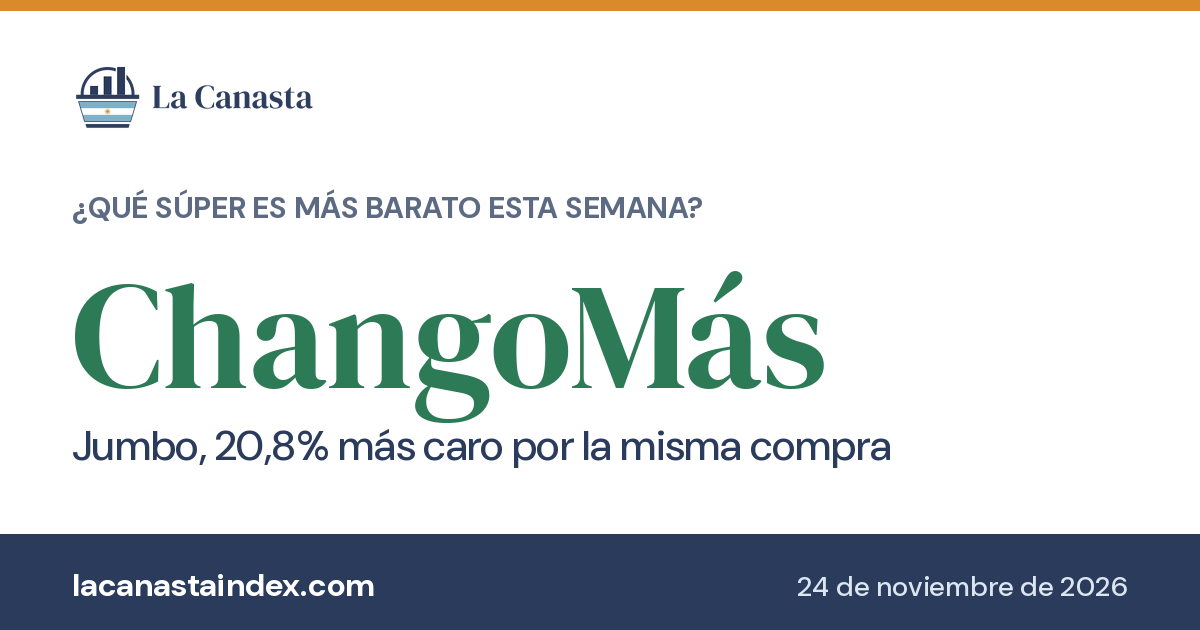 La Canasta
¿QUÉ SÚPER ES MÁS BARATO ESTA SEMANA?
ChangoMás
Jumbo, 20,8% más caro por la misma compra
lacanastaindex.com
24 de noviembre de 2026